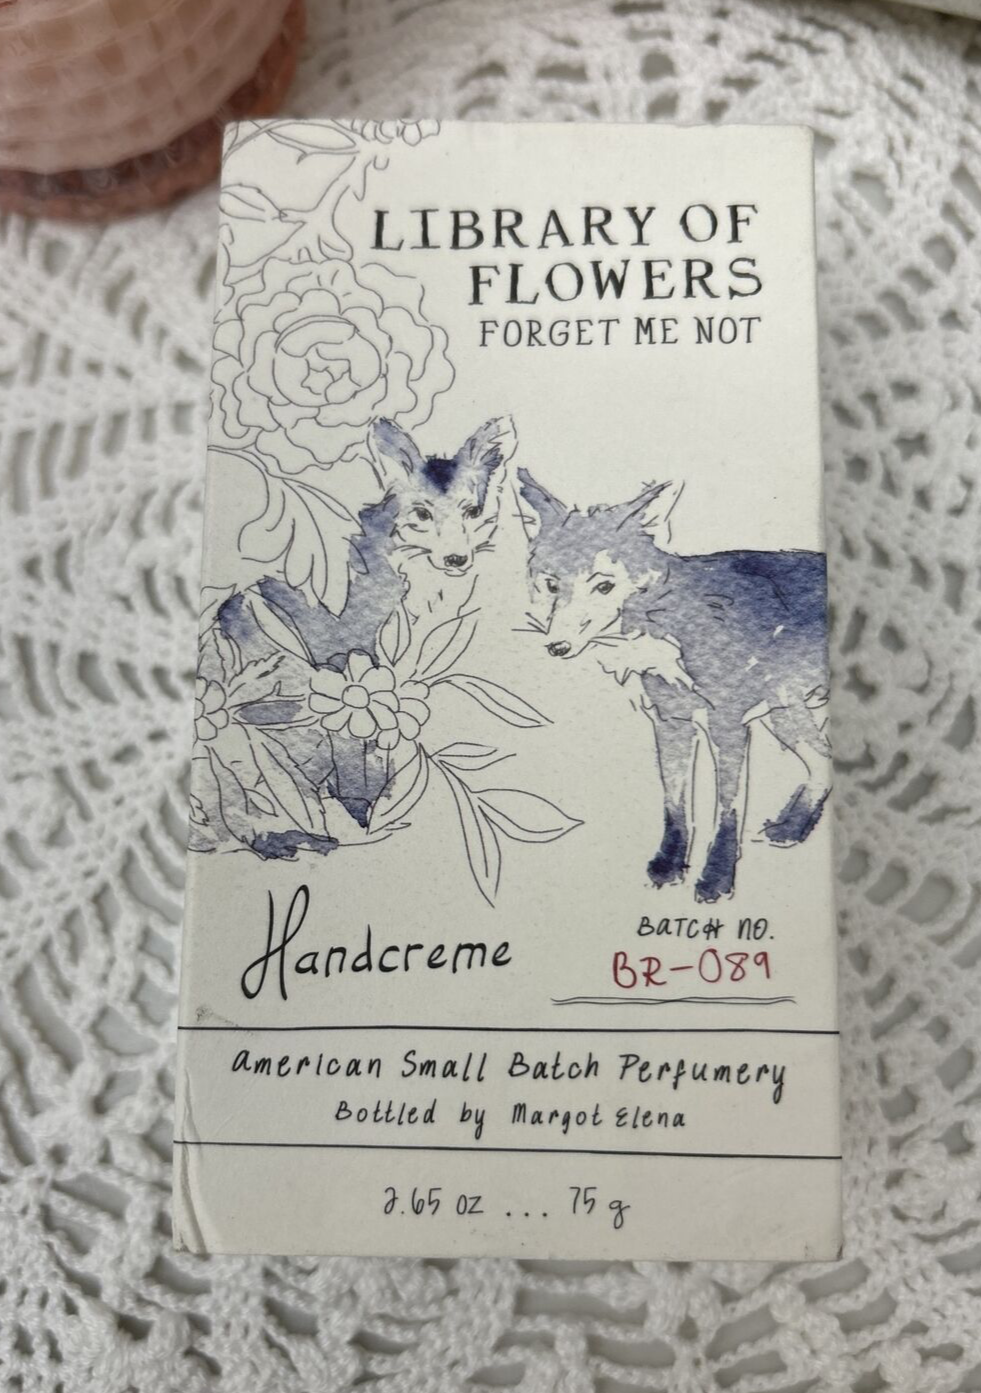 LIBRARY OF
FLOWERS
FORGET ME NOT
Handcreme
BATCH NO.
BR-089
american Small Batch Perfumery
Bottled by Margot Elena
2.65 oz ... 75 g